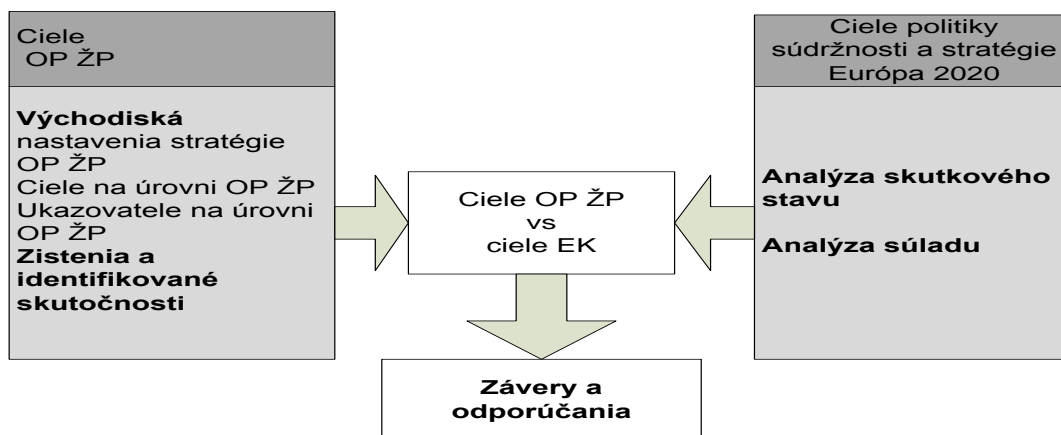 Ciele
OP ŽP
Východiská
nastavenia stratégie
OP ŽP
Ciele na úrovni OP ŽP
Ukazovatele na úrovni
OP ŽP
Zistenia a
identifikované
skutočnosti
Ciele OP ŽP
vs
ciele EK
Ciele politiky
súdržnosti a stratégie
Európa 2020
Analýza skutkového
stavu
Analýza súladu
Závery a
odporúčania